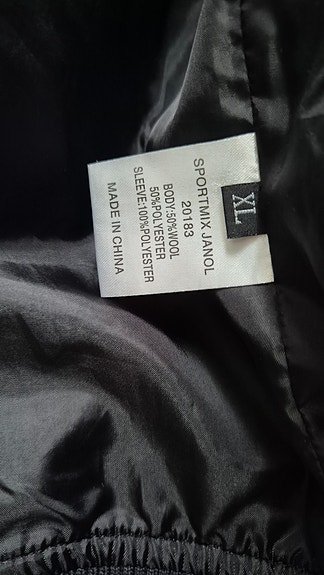 XL
SPORTMIX JANOL
20183
BODY:50%WOOL
50%POLYESTER
SLEEVE:100%POLYESTER
MADE IN CHINA